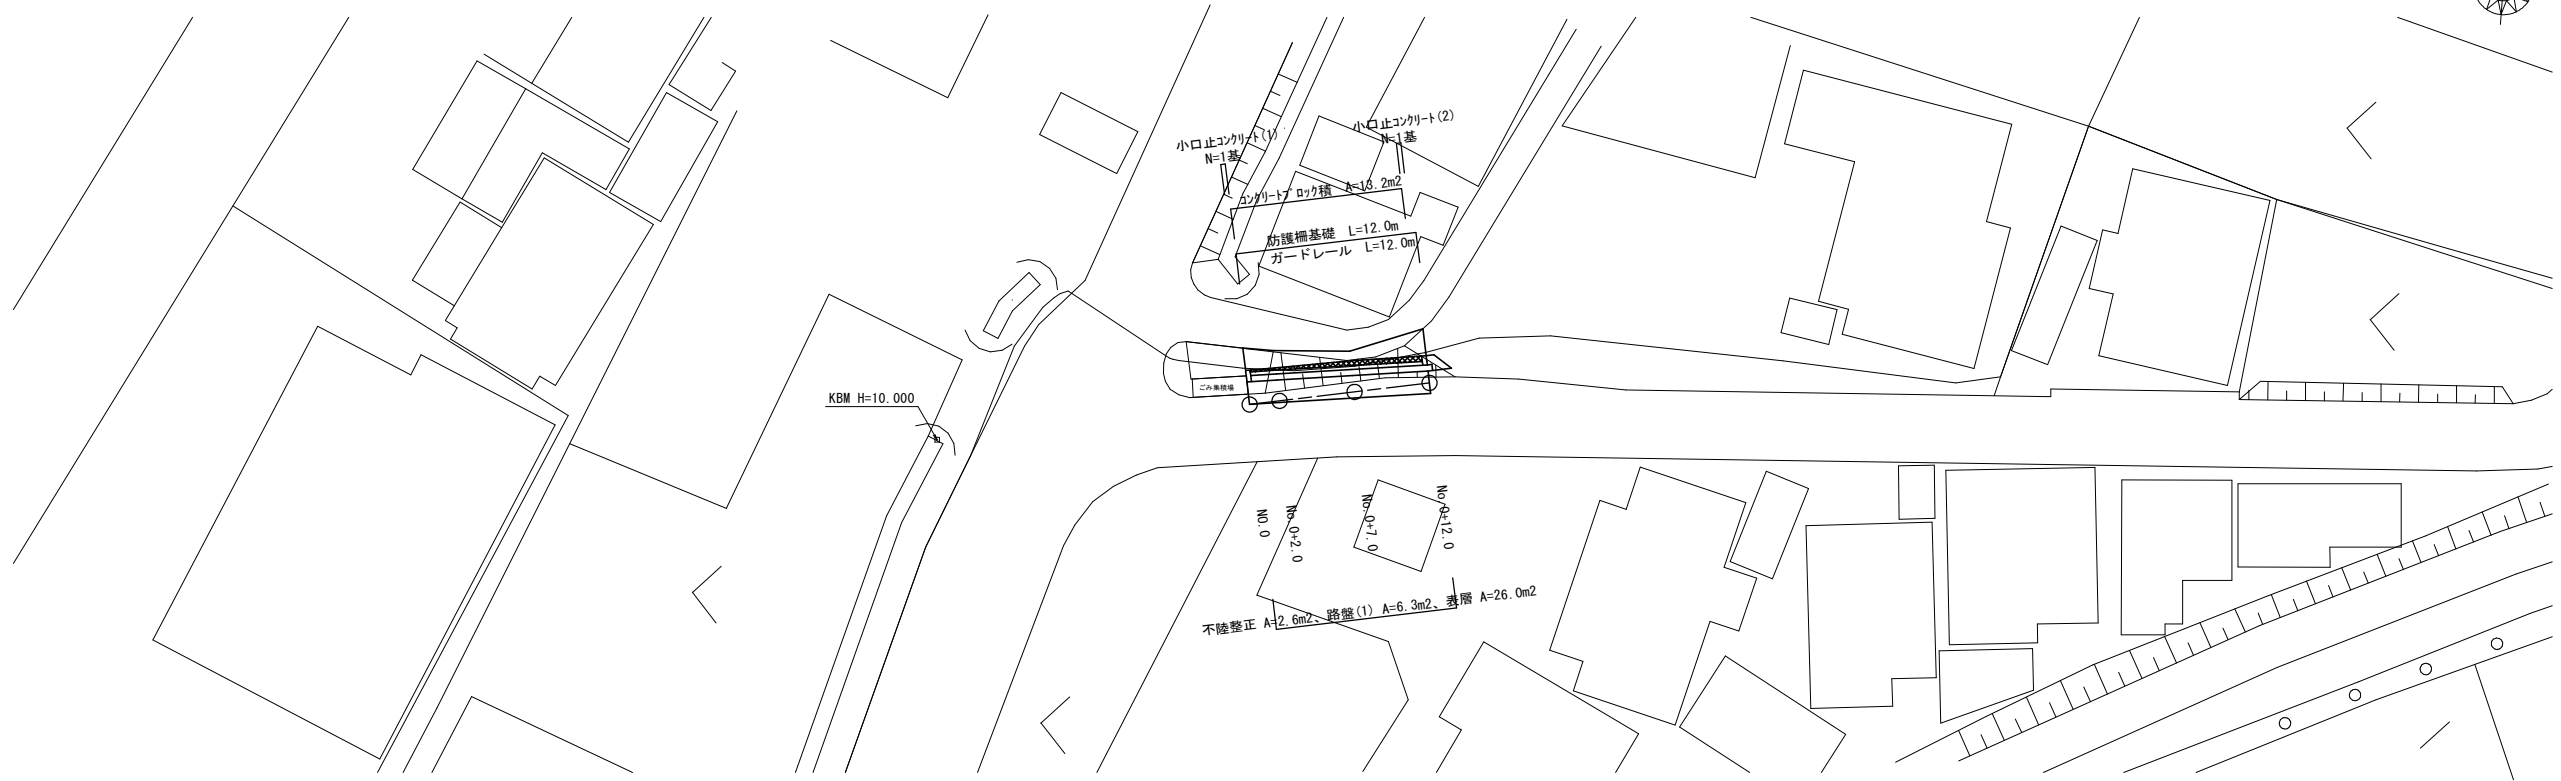 小口止コンクリート(1)
N=1基
小口止コンクリート(2)
N=1基
コンクリートブロック積 A=13.2m2
防護柵基礎 L=12.0m
ガードレール L=12.0m
ごみ集積場
KBM H=10.000
NO.0
No.0+2.0
No.0+7.0
No.0+12.0
不陸整正 A=2.6m2、路盤(1) A=6.3m2、表層 A=26.0m2